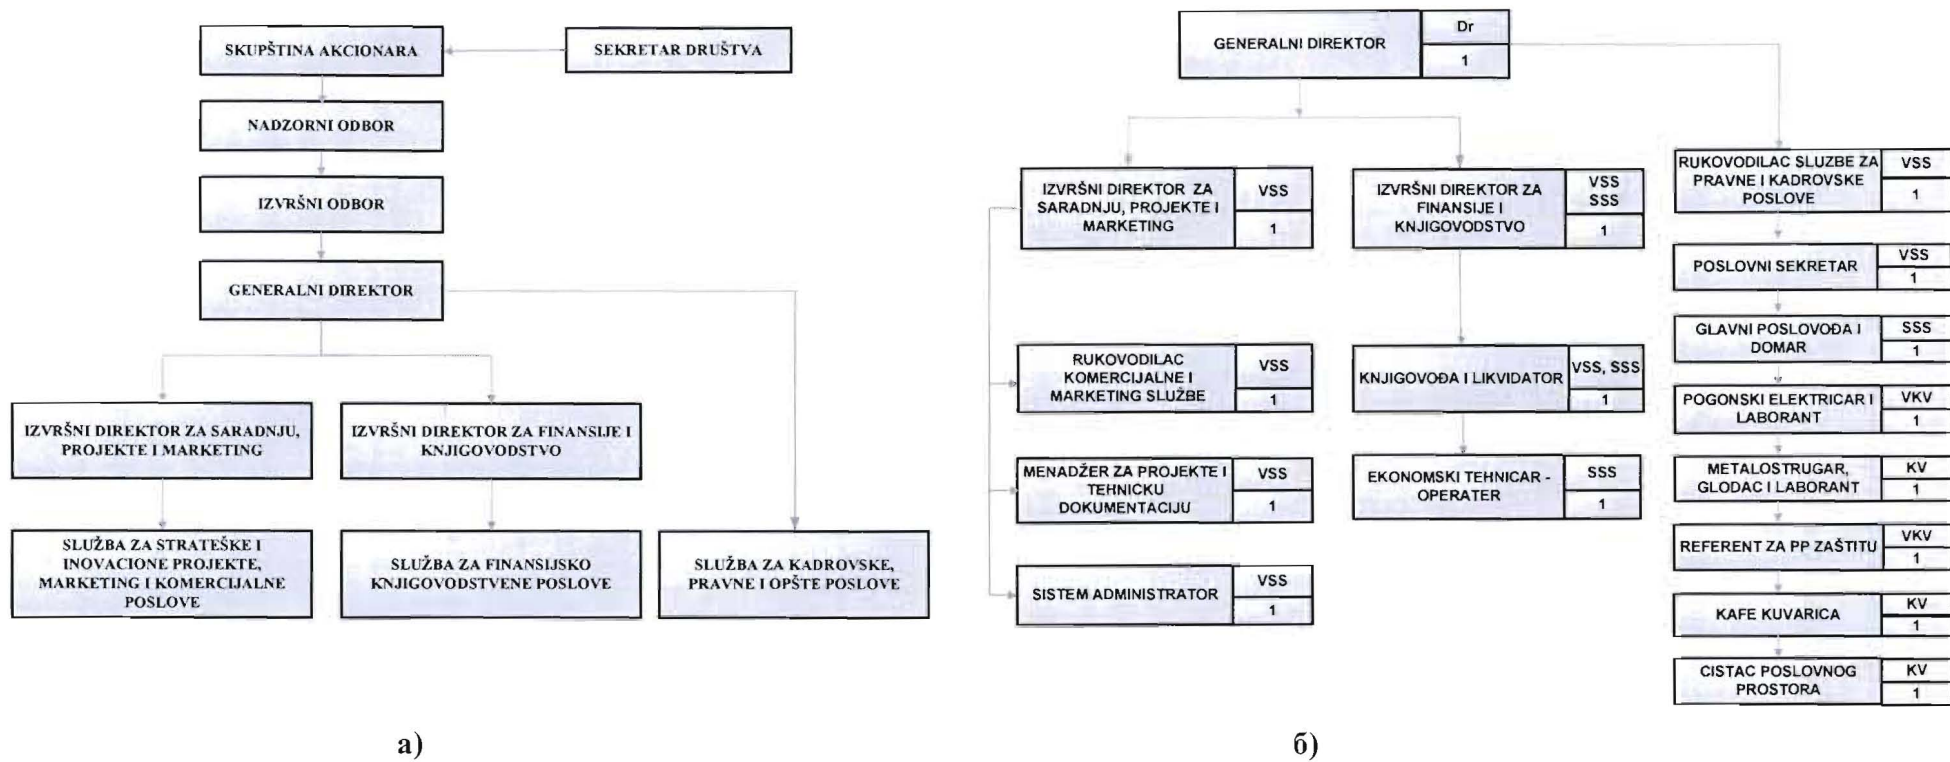 SKUPŠTINA AKCIONARA
SEKRETAR DRUŠTVA
NADZORNI ODBOR
IZVRŠNI ODBOR
GENERALNI DIREKTOR
IZVRŠNI DIREKTOR ZA SARADNJU,
PROJEKTE I MARKETING
IZVRŠNI DIREKTOR ZA FINANSIJE I
KNJIGOVODSTVO
SLUŽBA ZA STRATEŠKE I
INOVACIONE PROJEKTE,
MARKETING I KOMERCIJALNE
POSLOVE
SLUŽBA ZA FINANSIJSKO
KNJIGOVODSTVENE POSLOVE
SLUŽBA ZA KADROVSKE,
PRAVNE I OPŠTE POSLOVE
а)
GENERALNI DIREKTOR
Dr
1
IZVRŠNI DIREKTOR ZA
SARADNJU, PROJEKTE I
MARKETING
VSS
1
RUKOVODILAC
KOMERCIJALNE I
MARKETING SLUŽBE
VSS
1
MENADŽER ZA PROJEKTE I
TEHNICKU
DOKUMENTACIJU
VSS
1
SISTEM ADMINISTRATOR
VSS
1
IZVRŠNI DIREKTOR ZA
FINANSIJE I
KNJIGOVODSTVO
VSS
SSS
1
KNJIGOVOĐA I LIKVIDATOR
VSS, SSS
1
EKONOMSKI TEHNICAR -
OPERATER
SSS
1
RUKOVODILAC SLUZBE ZA
PRAVNE I KADROVSKE
POSLOVE
VSS
1
POSLOVNI SEKRETAR
VSS
1
GLAVNI POSLOVOĐA I
DOMAR
SSS
1
POGONSKI ELEKTRICAR I
LABORANT
VKV
1
METALOSTRUGAR,
GLODAC I LABORANT
KV
1
REFERENT ZA PP ZAŠTITU
VKV
1
KAFE KUVARICA
KV
1
CISTAC POSLOVNOG
PROSTORA
KV
1
б)